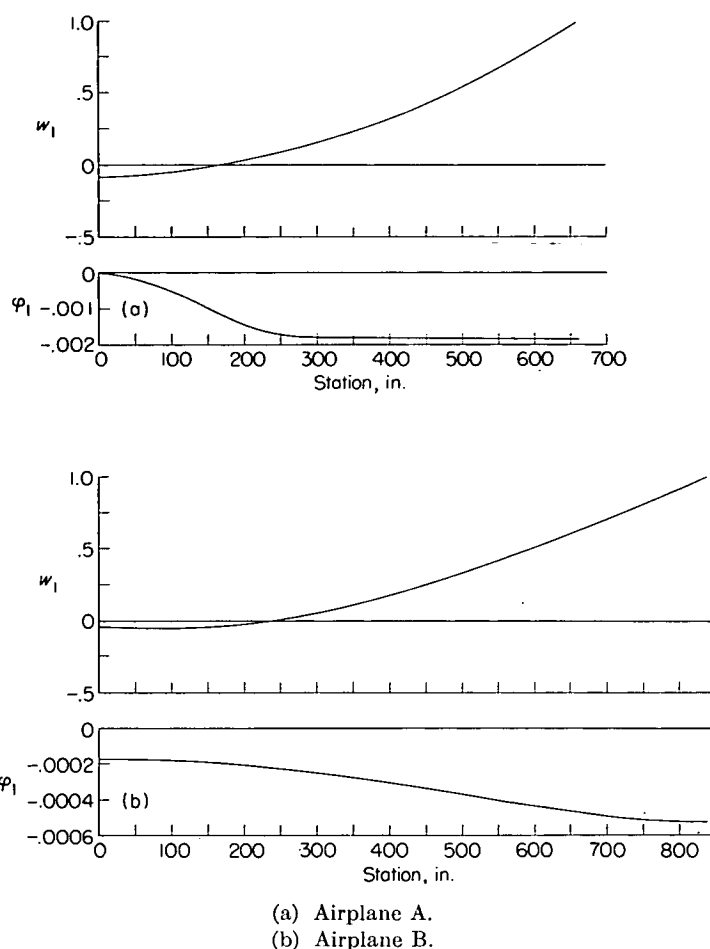 1.0
.5
w₁
0
-.5
0
φ₁ -.001 (a)
-.002
0 100 200 300 400 500 600 700
Station, in.
1.0
.5
w₁
0
-.5
0
-.0002
φ₁
-.0004 (b)
-.0006
0 100 200 300 400 500 600 700 800
Station, in.
(a) Airplane A.
(b) Airplane B.